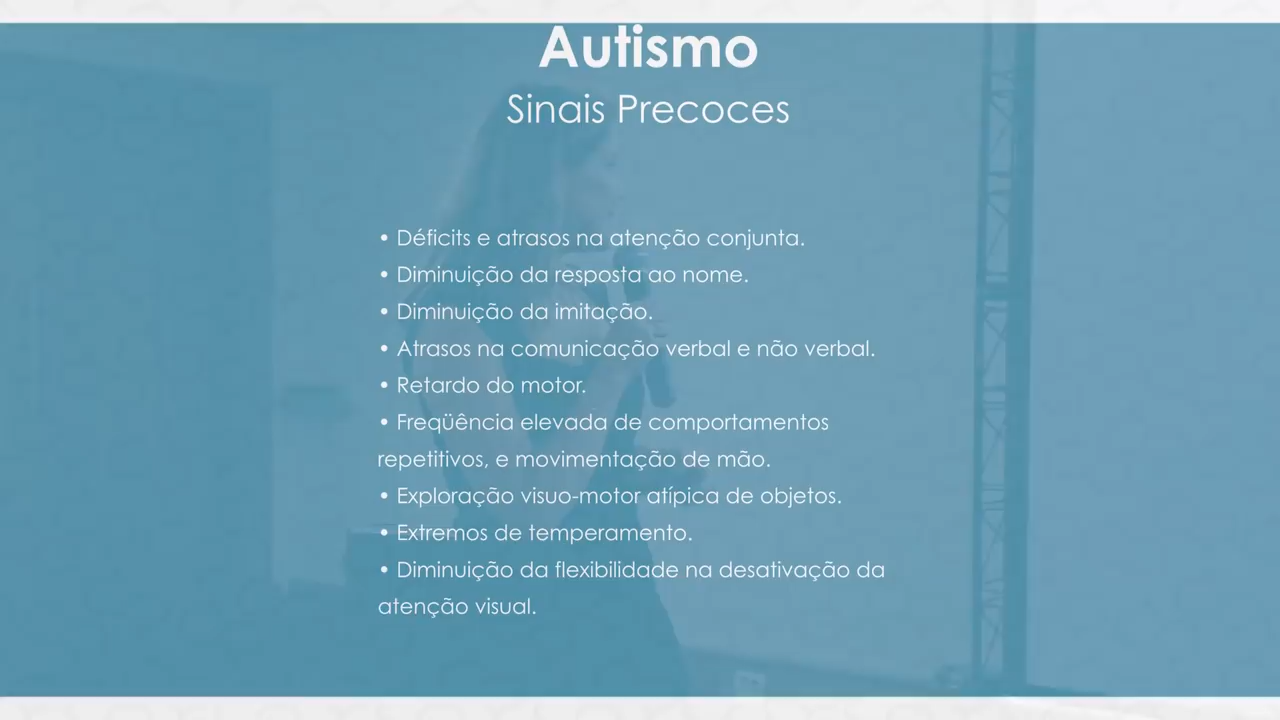 Autismo
Sinais Precoces
• Déficits e atrasos na atenção conjunta.
• Diminuição da resposta ao nome.
• Diminuição da imitação.
• Atrasos na comunicação verbal e não verbal.
• Retardo do motor.
• Freqüência elevada de comportamentos
repetitivos, e movimentação de mão.
• Exploração visuo-motor atípica de objetos.
• Extremos de temperamento.
• Diminuição da flexibilidade na desativação da
atenção visual.